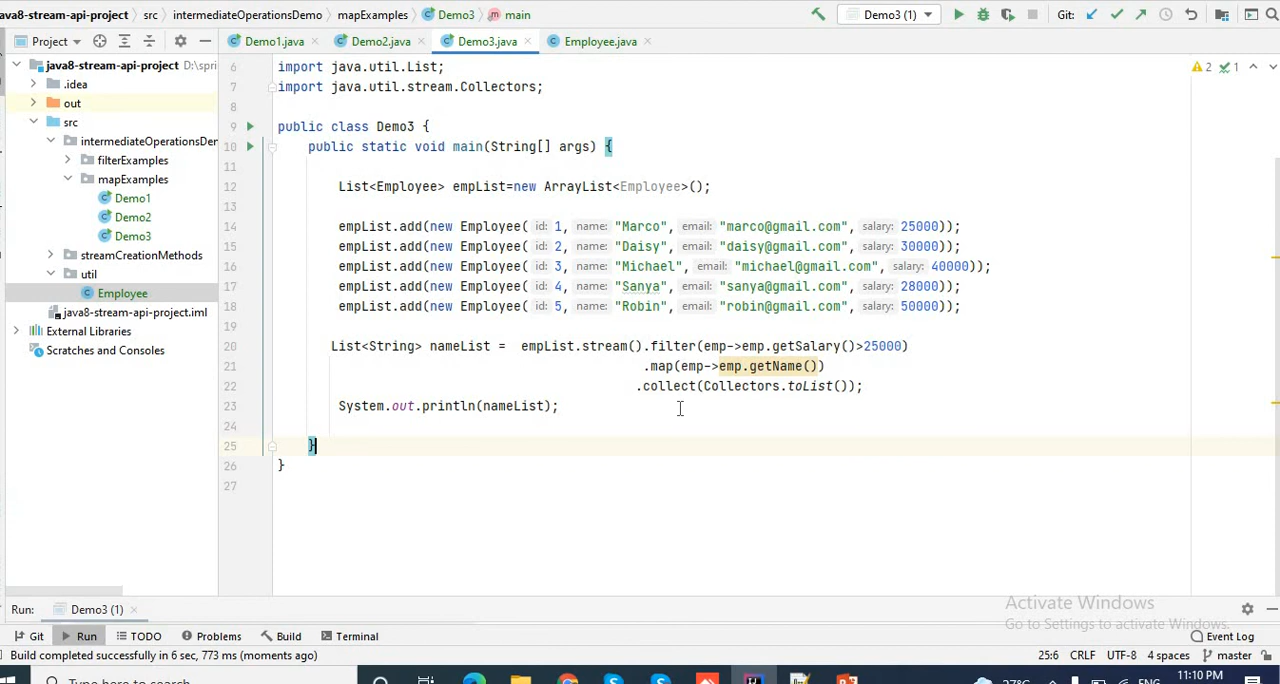 ava8-stream-api-project  src  intermediateOperationsDemo  mapExamples  Demo3  main  Demo3 (1)  Git:
Project  Demo1.java  Demo2.java  Demo3.java  Employee.java
java8-stream-api-project D:\spri
.idea
out
src
intermediateOperationsDer
filterExamples
mapExamples
Demo1
Demo2
Demo3
streamCreationMethods
util
Employee
java8-stream-api-project.iml
External Libraries
Scratches and Consoles
2 1
6 import java.util.List;
7 import java.util.stream.Collectors;
8
9 public class Demo3 {
10 public static void main(String[] args) {
11
12 List<Employee> empList=new ArrayList<Employee>();
13
14 empList.add(new Employee( id: 1, name: "Marco", email: "marco@gmail.com", salary: 25000));
15 empList.add(new Employee( id: 2, name: "Daisy", email: "daisy@gmail.com", salary: 30000));
16 empList.add(new Employee( id: 3, name: "Michael", email: "michael@gmail.com", salary: 40000));
17 empList.add(new Employee( id: 4, name: "Sanya", email: "sanya@gmail.com", salary: 28000));
18 empList.add(new Employee( id: 5, name: "Robin", email: "robin@gmail.com", salary: 50000));
19
20 List<String> nameList = empList.stream().filter(emp->emp.getSalary()>25000)
21 .map(emp->emp.getName())
22 .collect(Collectors.toList());
23 System.out.println(nameList);
24
25 }
26 }
27
Activate Windows
Go to Settings to activate Windows.
Run: Demo3 (1)
Git  Run  TODO  Problems  Build  Terminal  Event Log
Build completed successfully in 6 sec, 773 ms (moments ago)  25:6  CRLF  UTF-8  4 spaces  master
Type here to search  27°C  ENG  11:10 PM